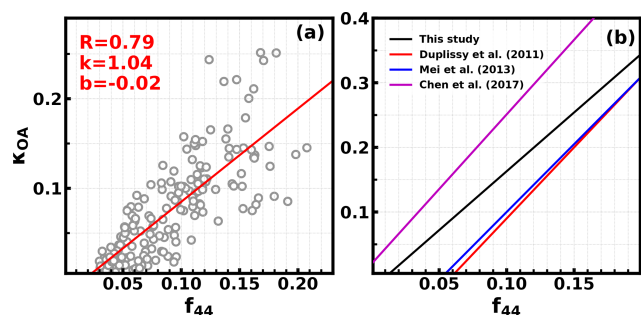 (a)
R=0.79
k=1.04
b=-0.02
0.2
0.1
κOA
0.05 0.10 0.15 0.20
f44
(b)
0.4
0.3
0.2
0.1
This study
Duplissy et al. (2011)
Mei et al. (2013)
Chen et al. (2017)
0.05 0.10 0.15
f44